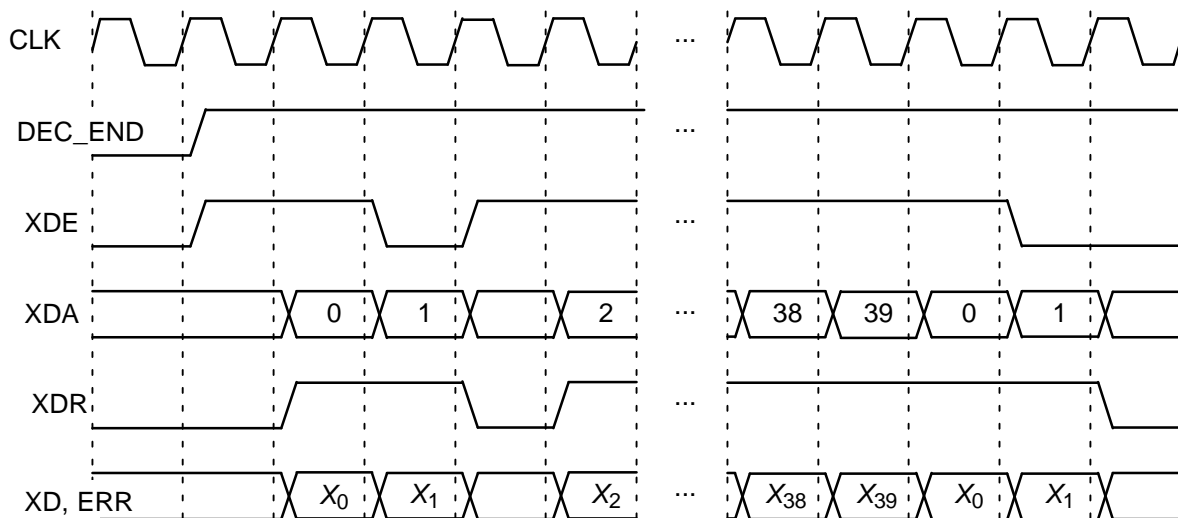 CLK ...
DEC_END ...
XDE ...
XDA 0 1 2 ... 38 39 0 1
XDR ...
XD, ERR X0 X1 X2 ... X38 X39 X0 X1